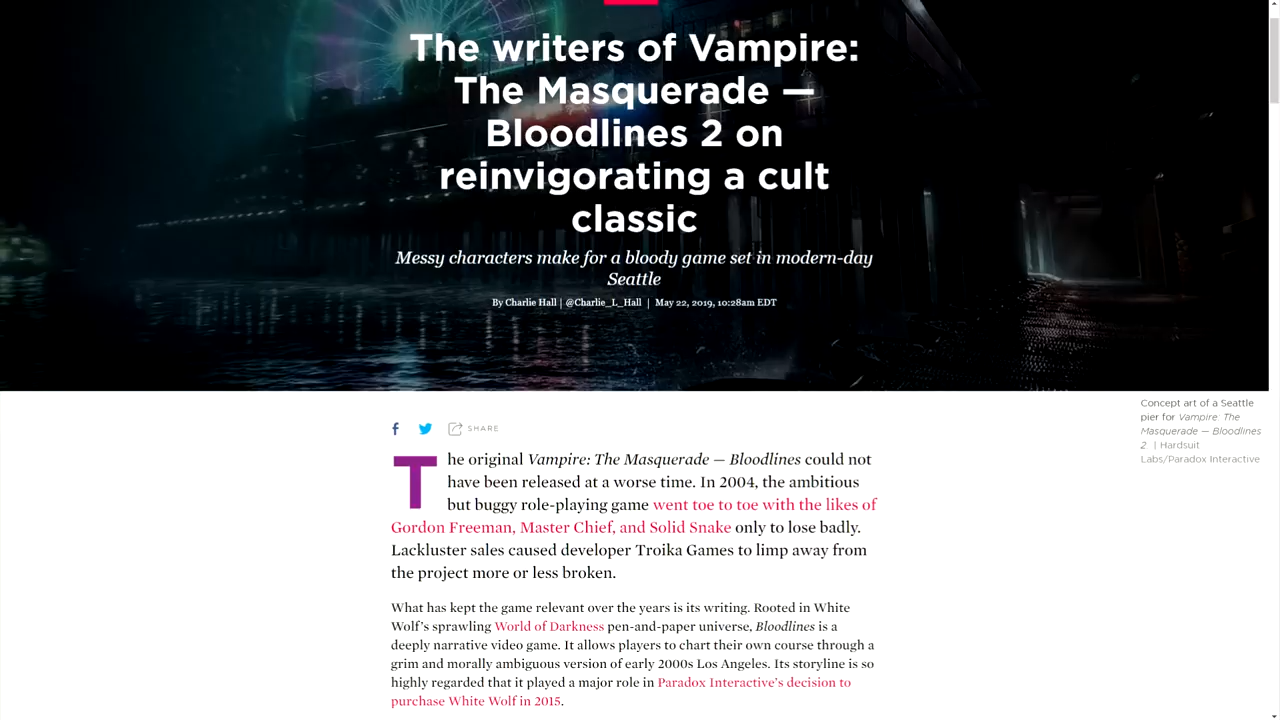 The writers of Vampire:
The Masquerade —
Bloodlines 2 on
reinvigorating a cult
classic
Messy characters make for a bloody game set in modern-day
Seattle
By Charlie Hall | @Charlie_L_Hall | May 22, 2019, 10:28am EDT
Concept art of a Seattle
pier for Vampire: The
Masquerade — Bloodlines
2 | Hardsuit
Labs/Paradox Interactive
SHARE
The original Vampire: The Masquerade — Bloodlines could not
have been released at a worse time. In 2004, the ambitious
but buggy role-playing game went toe to toe with the likes of
Gordon Freeman, Master Chief, and Solid Snake only to lose badly.
Lackluster sales caused developer Troika Games to limp away from
the project more or less broken.
What has kept the game relevant over the years is its writing. Rooted in White
Wolf’s sprawling World of Darkness pen-and-paper universe, Bloodlines is a
deeply narrative video game. It allows players to chart their own course through a
grim and morally ambiguous version of early 2000s Los Angeles. Its storyline is so
highly regarded that it played a major role in Paradox Interactive’s decision to
purchase White Wolf in 2015.